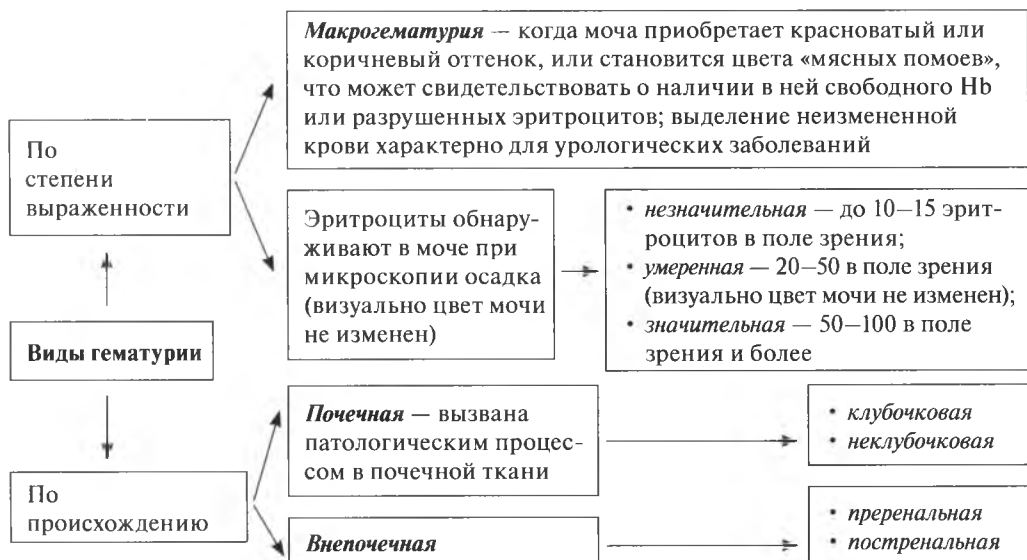 Макрогематурия — когда моча приобретает красноватый или
коричневый оттенок, или становится цвета «мясных помоев»,
что может свидетельствовать о наличии в ней свободного Hb
или разрушенных эритроцитов; выделение неизмененной
крови характерно для урологических заболеваний
По
степени
выраженности
Эритроциты обнару-
живают в моче при
микроскопии осадка
(визуально цвет мочи
не изменен)
• незначительная — до 10–15 эрит-
роцитов в поле зрения;
• умеренная — 20–50 в поле зрения
(визуально цвет мочи не изменен);
• значительная — 50–100 в поле
зрения и более
Виды гематурии
Почечная — вызвана
патологическим процес-
сом в почечной ткани
• клубочковая
• неклубочковая
По
происхождению
Внепочечная
• преренальная
• постренальная